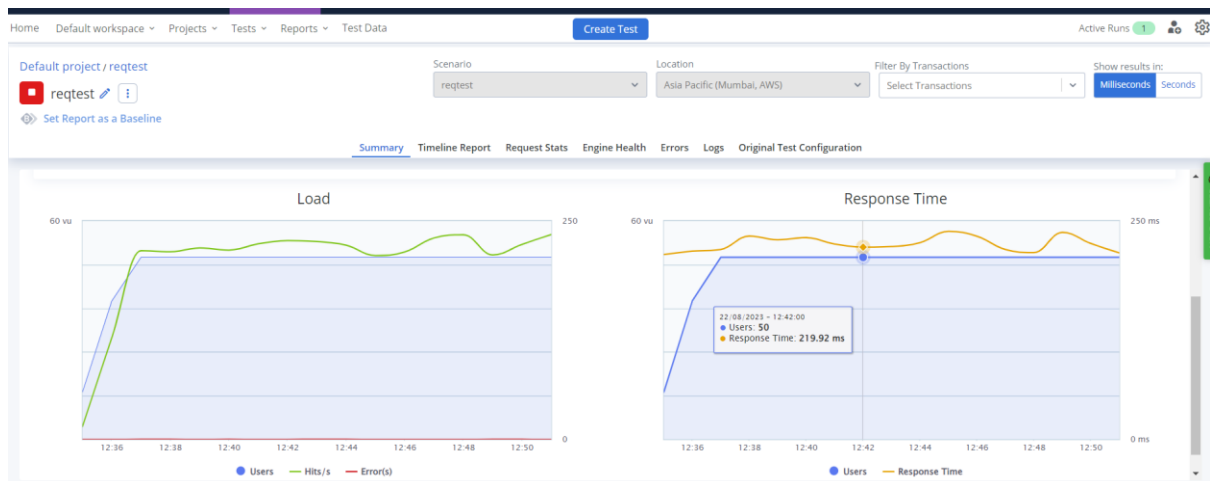 Home Default workspace Projects Tests Reports Test Data Create Test Active Runs 1
Default project / reqtest
reqtest
Set Report as a Baseline
Scenario
reqtest
Location
Asia Pacific (Mumbai, AWS)
Filter By Transactions
Select Transactions
Show results in:
Milliseconds Seconds
Summary Timeline Report Request Stats Engine Health Errors Logs Original Test Configuration
Load
60 vu 250
0
12:36 12:38 12:40 12:42 12:44 12:46 12:48 12:50
Users Hits/s Error(s)
Response Time
60 vu 250 ms
22/08/2023 - 12:42:00
Users: 50
Response Time: 219.92 ms
0 ms
12:36 12:38 12:40 12:42 12:44 12:46 12:48 12:50
Users Response Time